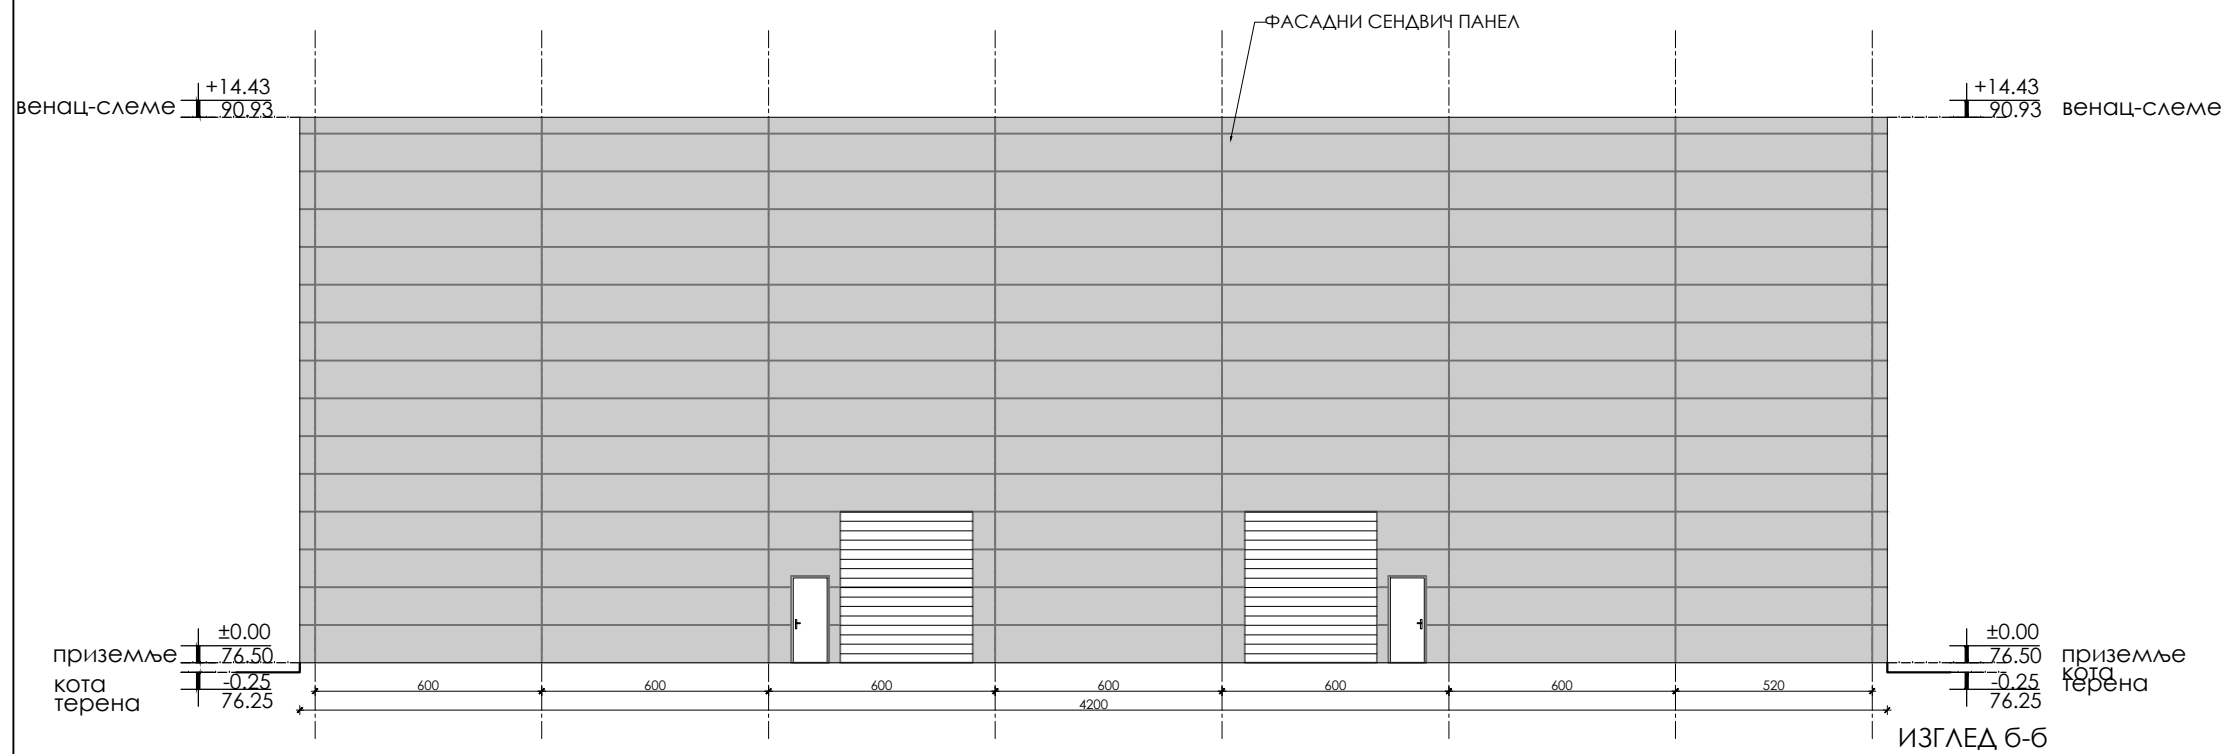 ФАСАДНИ СЕНДВИЧ ПАНЕЛ
+14.43
венац-слеме 90.93
+14.43
90.93 венац-слеме
±0.00
приземље 76.50
кота -0.25
терена 76.25
±0.00
76.50 приземље
-0.25 кота
терена
76.25
600 600 600 600 600 600 520
4200
ИЗГЛЕД б-б